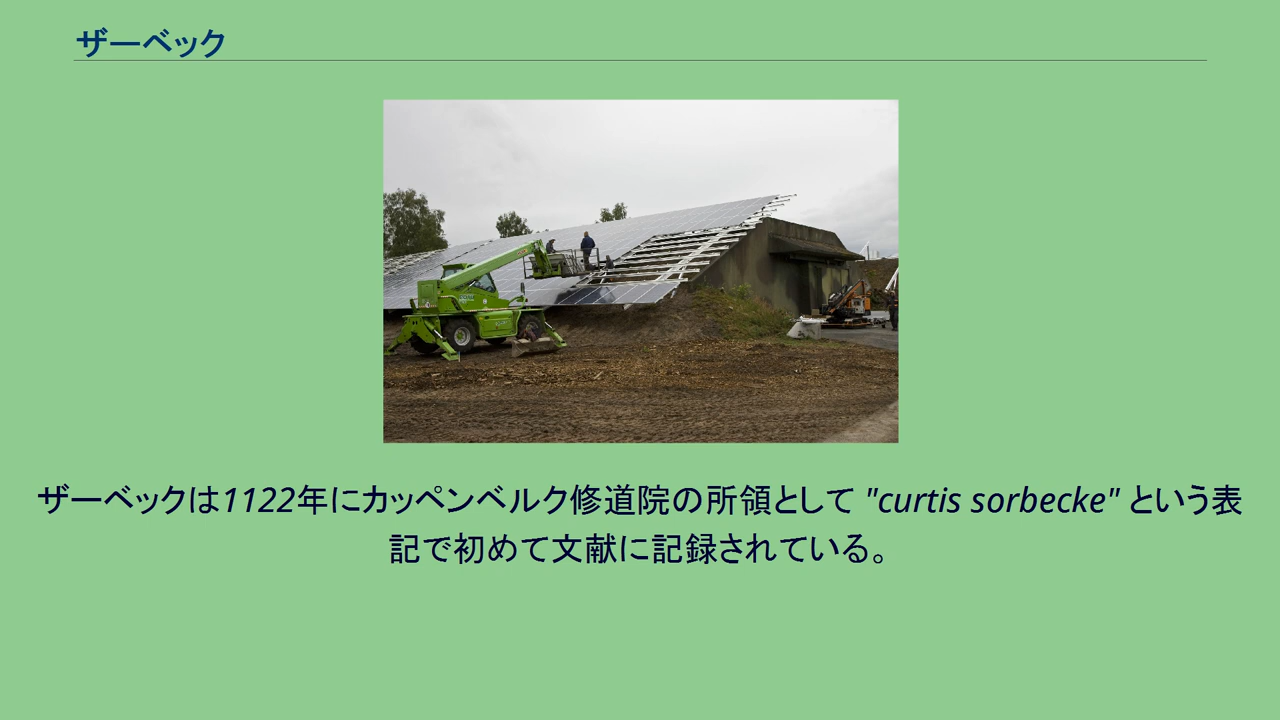 ザーベック
ザーベックは1122年にカッペンベルク修道院の所領として "curtis sorbecke" という表
記で初めて文献に記録されている。